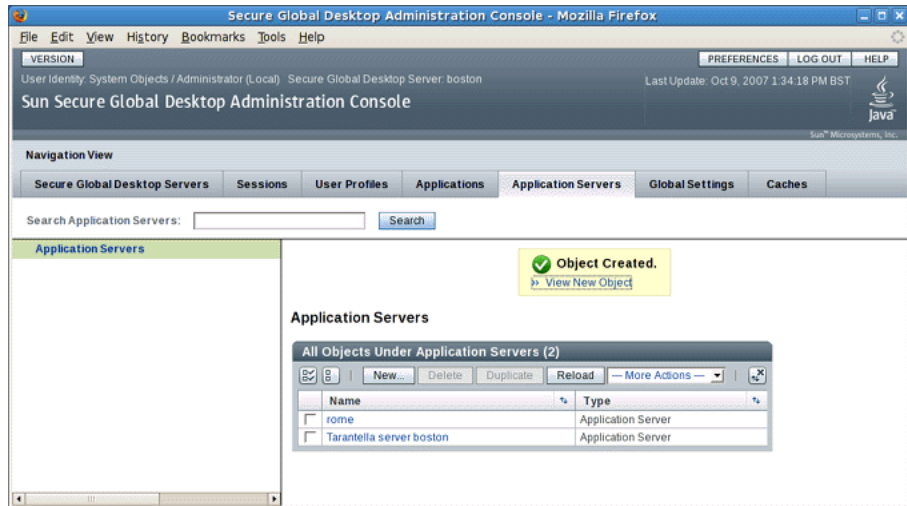 Secure Global Desktop Administration Console - Mozilla Firefox
File Edit View History Bookmarks Tools Help
VERSION PREFERENCES LOG OUT HELP
User Identity: System Objects / Administrator (Local) Secure Global Desktop Server: boston Last Update: Oct 9, 2007 1:34:18 PM BST
Sun Secure Global Desktop Administration Console
Java™
Sun™ Microsystems, Inc.
Navigation View
Secure Global Desktop Servers Sessions User Profiles Applications Application Servers Global Settings Caches
Search Application Servers: Search
Application Servers
Object Created.
» View New Object
Application Servers
All Objects Under Application Servers (2)
New... Delete Duplicate Reload — More Actions —
Name Type
rome Application Server
Tarantella server boston Application Server